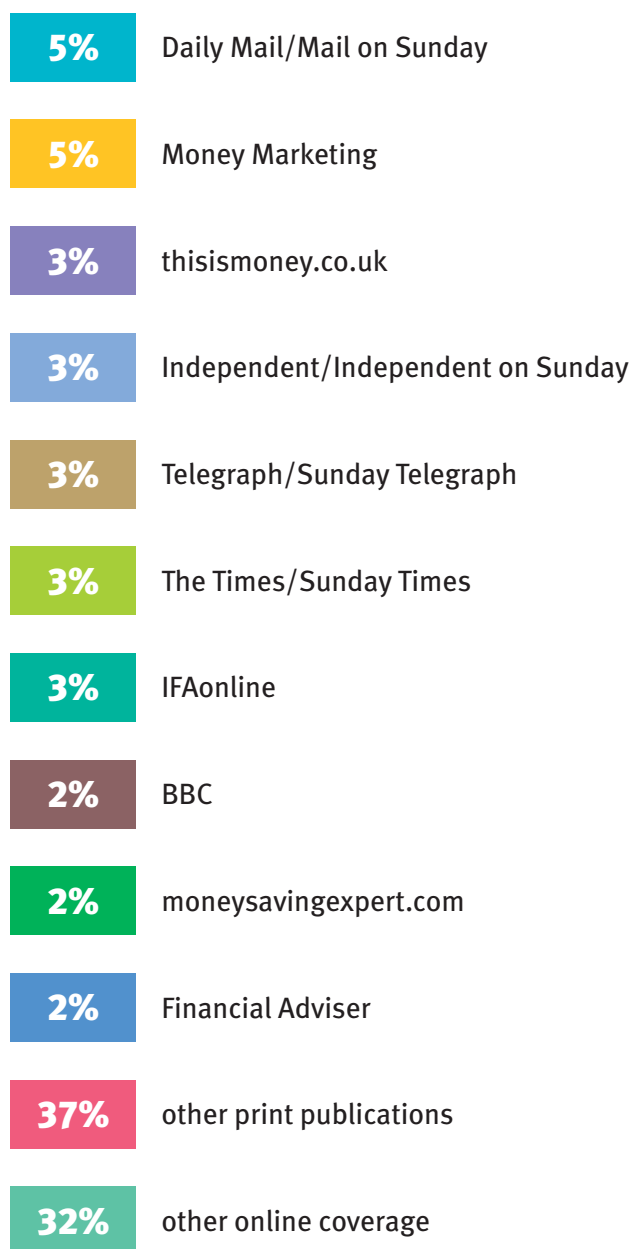 5% Daily Mail/Mail on Sunday
5% Money Marketing
3% thisismoney.co.uk
3% Independent/Independent on Sunday
3% Telegraph/Sunday Telegraph
3% The Times/Sunday Times
3% IFAonline
2% BBC
2% moneysavingexpert.com
2% Financial Adviser
37% other print publications
32% other online coverage